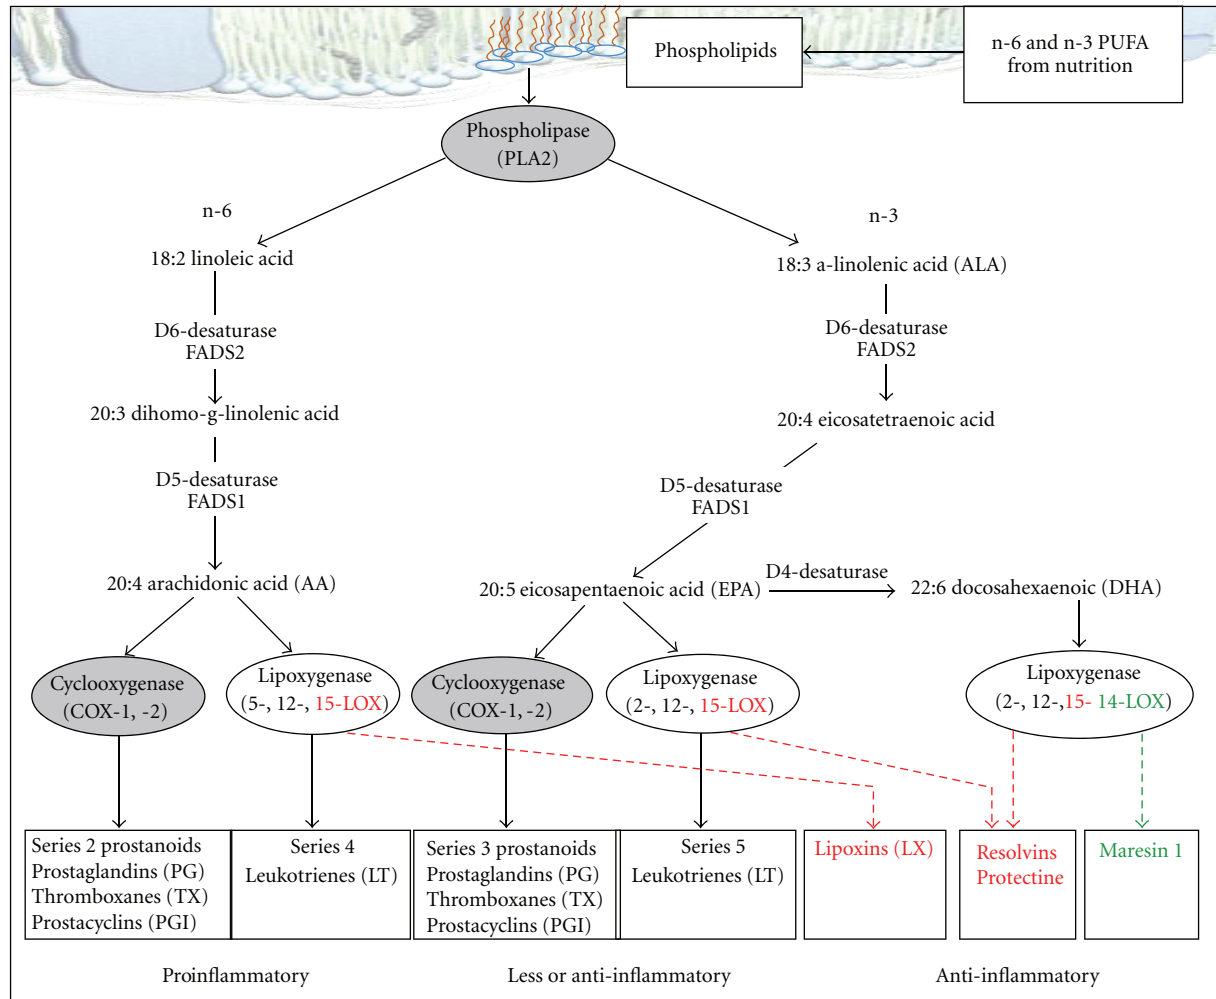 Phospholipids
n-6 and n-3 PUFA
from nutrition
Phospholipase
(PLA2)
n-6
n-3
18:2 linoleic acid
18:3 a-linolenic acid (ALA)
D6-desaturase
FADS2
D6-desaturase
FADS2
20:3 dihomo-g-linolenic acid
20:4 eicosatetraenoic acid
D5-desaturase
FADS1
D5-desaturase
FADS1
20:4 arachidonic acid (AA)
20:5 eicosapentaenoic acid (EPA)
D4-desaturase
22:6 docosahexaenoic (DHA)
Cyclooxygenase
(COX-1, -2)
Lipoxygenase
(5-, 12-, 15-LOX)
Cyclooxygenase
(COX-1, -2)
Lipoxygenase
(2-, 12-, 15-LOX)
Lipoxygenase
(2-, 12-,15- 14-LOX)
Series 2 prostanoids
Prostaglandins (PG)
Thromboxanes (TX)
Prostacyclins (PGI)
Series 4
Leukotrienes (LT)
Series 3 prostanoids
Prostaglandins (PG)
Thromboxanes (TX)
Prostacyclins (PGI)
Series 5
Leukotrienes (LT)
Lipoxins (LX)
Resolvins
Protectine
Maresin 1
Proinflammatory
Less or anti-inflammatory
Anti-inflammatory